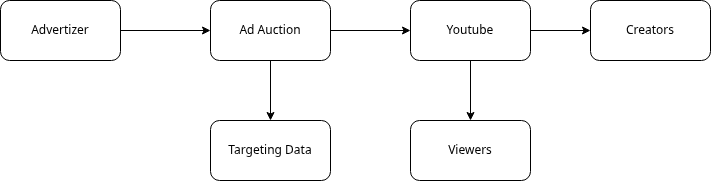 Advertizer
Ad Auction
Youtube
Creators
Targeting Data
Viewers